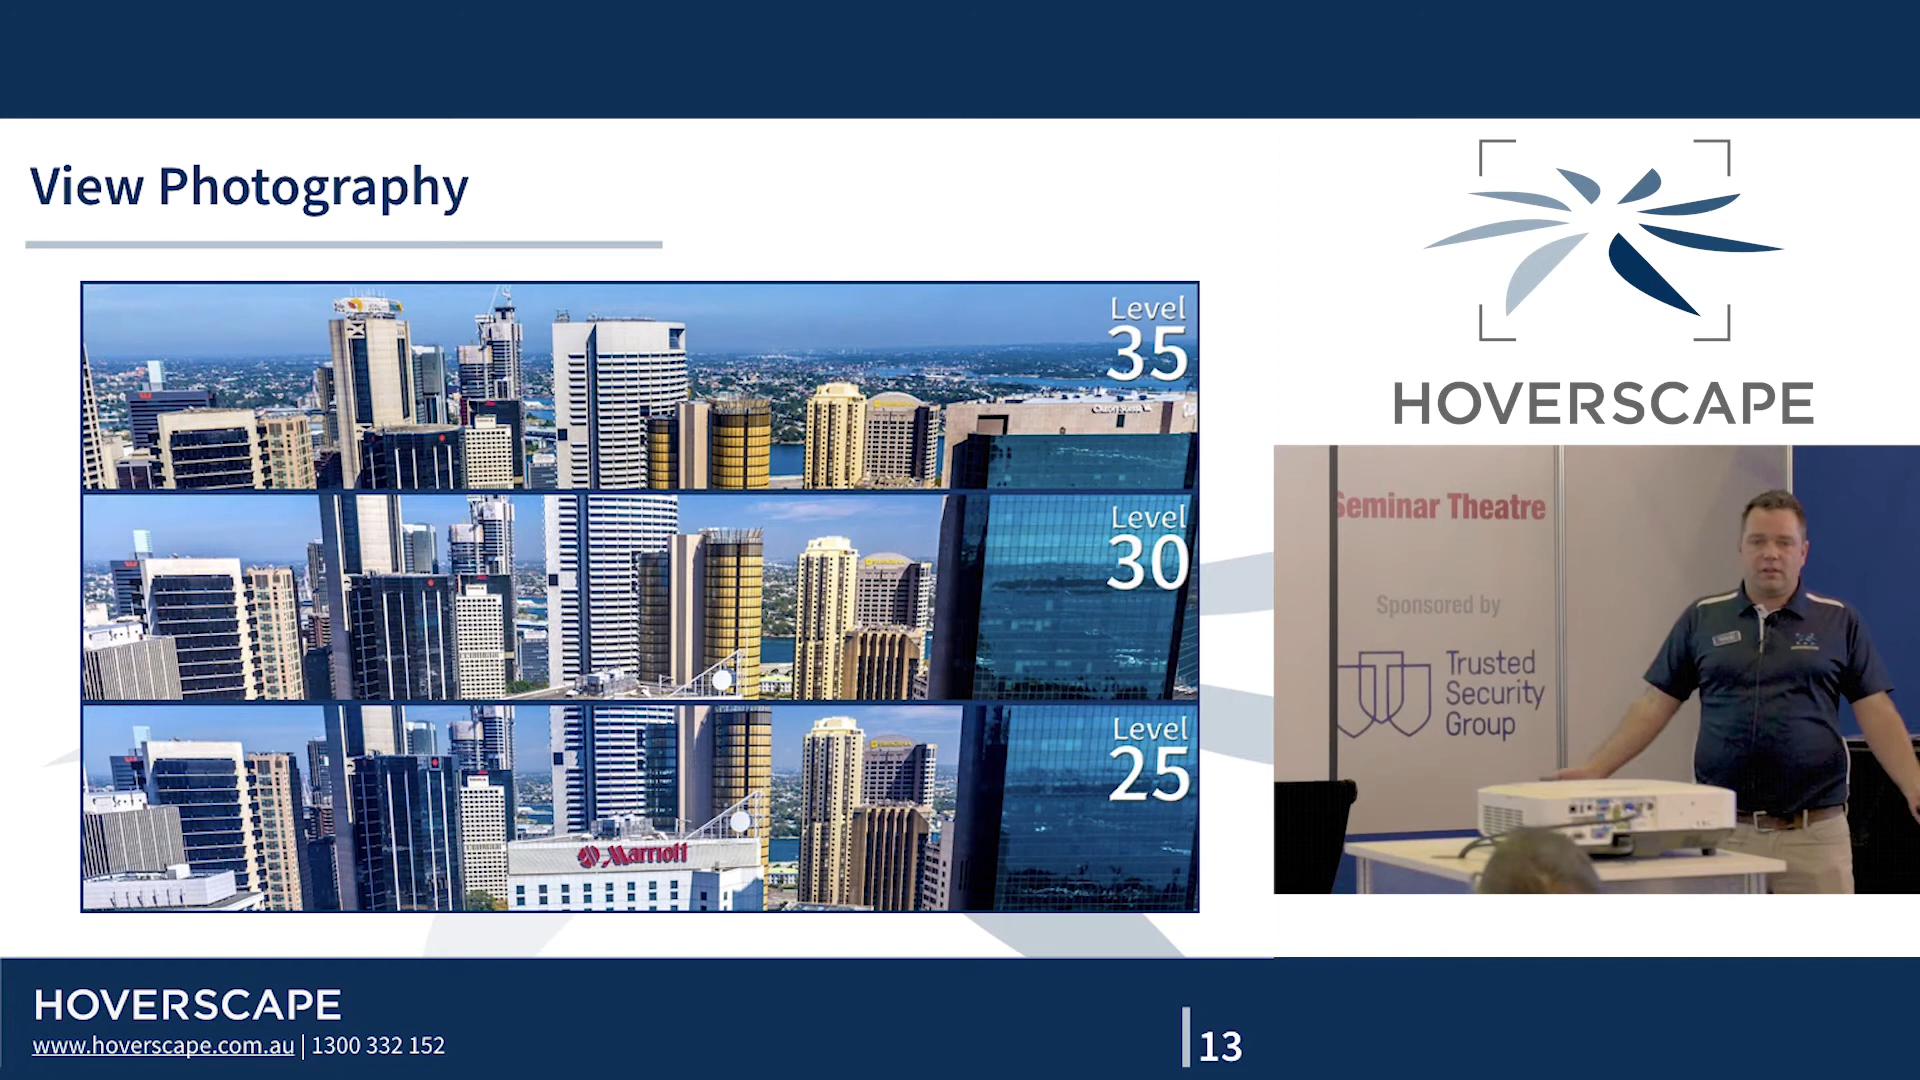 View Photography
Level
35
Level
30
Level
25
Marriott
HOVERSCAPE
Seminar Theatre
Sponsored by
Trusted
Security
Group
HOVERSCAPE
www.hoverscape.com.au | 1300 332 152
13